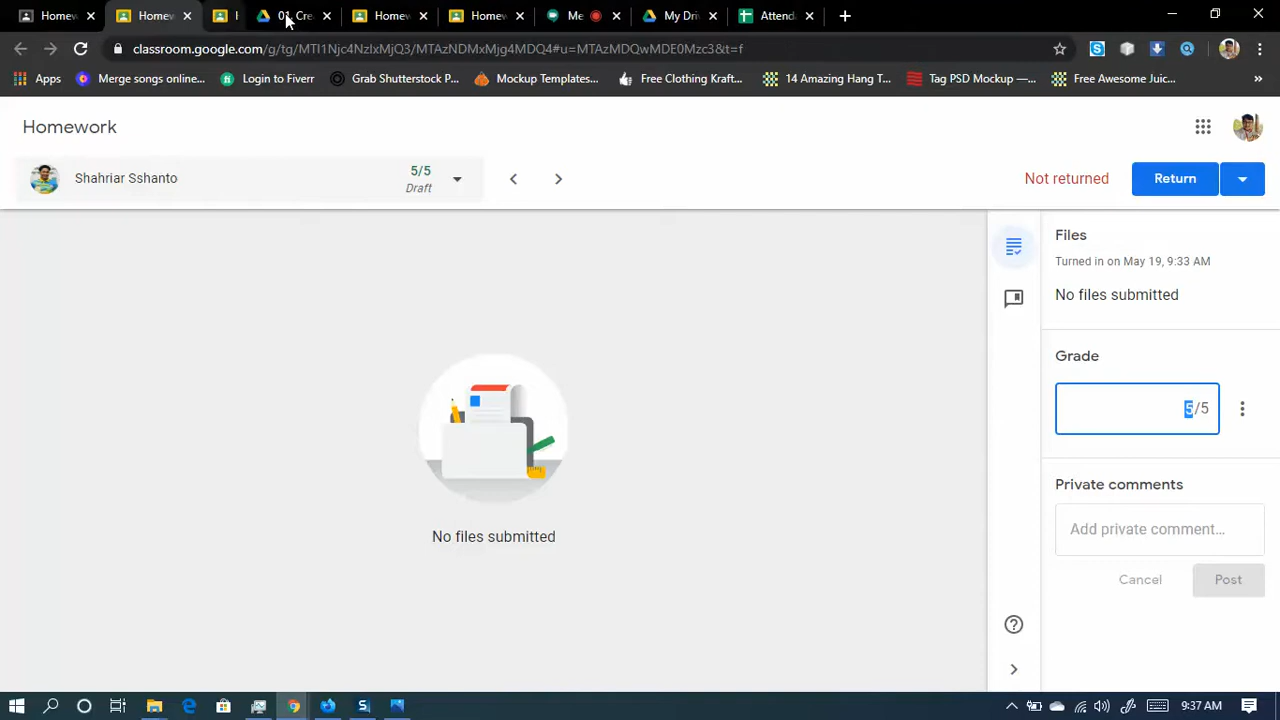 Homew
Homew
H
01 Crea
Homew
Homew
Me
My Driv
Attend
classroom.google.com/g/tg/MTI1Njc4NzIxMjQ3/MTAzNDMxMjg4MDQ4#u=MTAzMDQwMDE0Mzc3&t=f
Apps
Merge songs online...
Login to Fiverr
Grab Shutterstock P...
Mockup Templates...
Free Clothing Kraft...
14 Amazing Hang T...
Tag PSD Mockup —...
Free Awesome Juic...
»
Homework
Shahriar Sshanto
5/5
Draft
Not returned
Return
Files
Turned in on May 19, 9:33 AM
No files submitted
Grade
5/5
Private comments
Add private comment...
Cancel
Post
No files submitted
9:37 AM